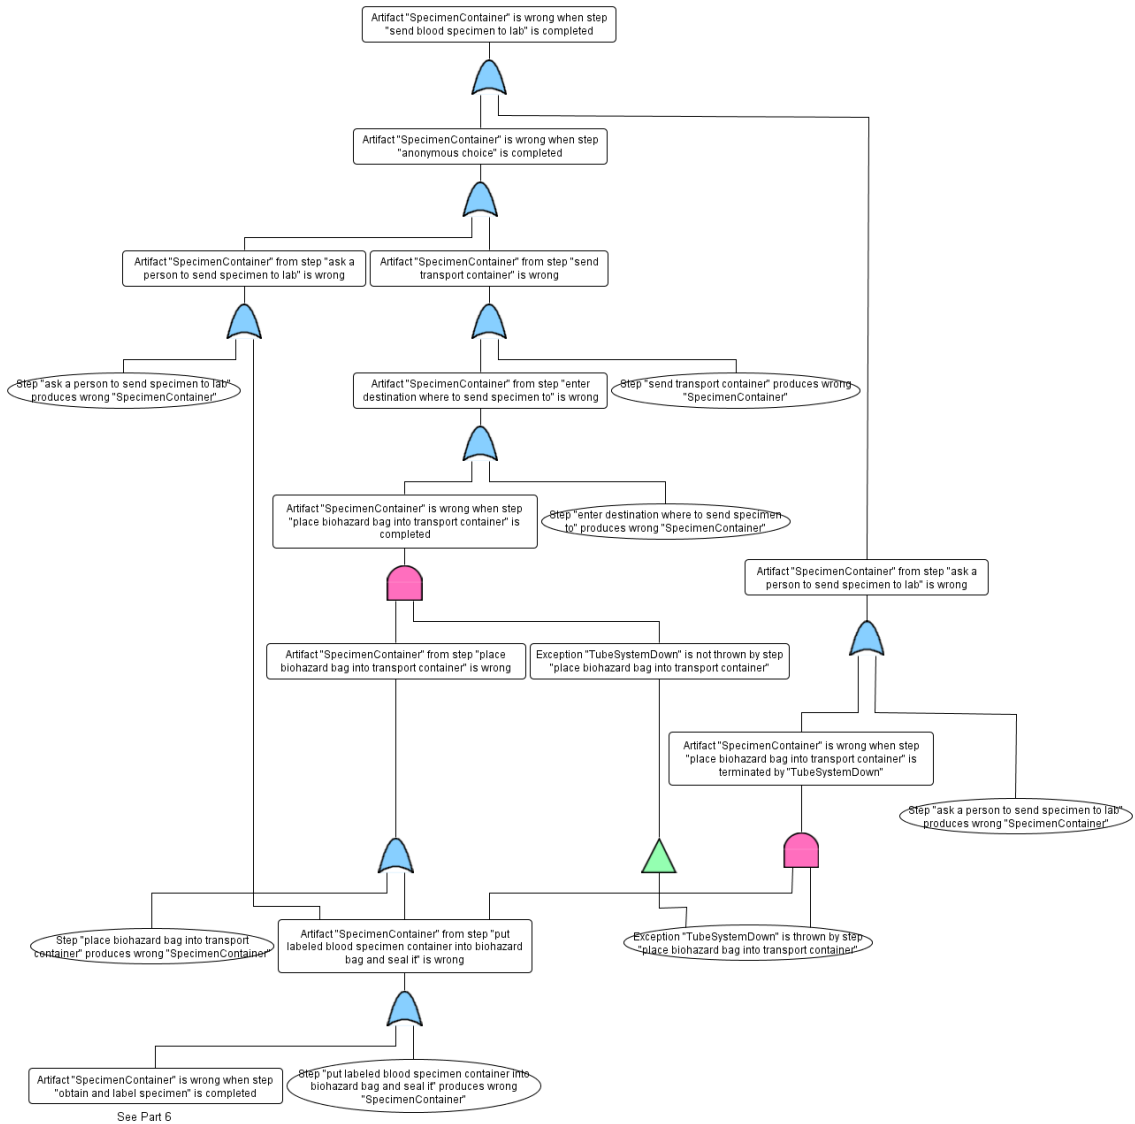 Artifact "SpecimenContainer" is wrong when step
"send blood specimen to lab" is completed
Artifact "SpecimenContainer" is wrong when step
"anonymous choice" is completed
Artifact "SpecimenContainer" from step "ask a
person to send specimen to lab" is wrong
Artifact "SpecimenContainer" from step "send
transport container" is wrong
Step "ask a person to send specimen to lab"
produces wrong "SpecimenContainer"
Artifact "SpecimenContainer" from step "enter
destination where to send specimen to" is wrong
Step "send transport container" produces wrong
"SpecimenContainer"
Artifact "SpecimenContainer" is wrong when step
"place biohazard bag into transport container" is
completed
Step "enter destination where to send specimen
to" produces wrong "SpecimenContainer"
Artifact "SpecimenContainer" from step "ask a
person to send specimen to lab" is wrong
Artifact "SpecimenContainer" from step "place
biohazard bag into transport container" is wrong
Exception "TubeSystemDown" is not thrown by step
"place biohazard bag into transport container"
Artifact "SpecimenContainer" is wrong when step
"place biohazard bag into transport container" is
terminated by "TubeSystemDown"
Step "ask a person to send specimen to lab"
produces wrong "SpecimenContainer"
Step "place biohazard bag into transport
container" produces wrong "SpecimenContainer"
Artifact "SpecimenContainer" from step "put
labeled blood specimen container into biohazard
bag and seal it" is wrong
Exception "TubeSystemDown" is thrown by step
"place biohazard bag into transport container"
Artifact "SpecimenContainer" is wrong when step
"obtain and label specimen" is completed
Step "put labeled blood specimen container into
biohazard bag and seal it" produces wrong
"SpecimenContainer"
See Part 6